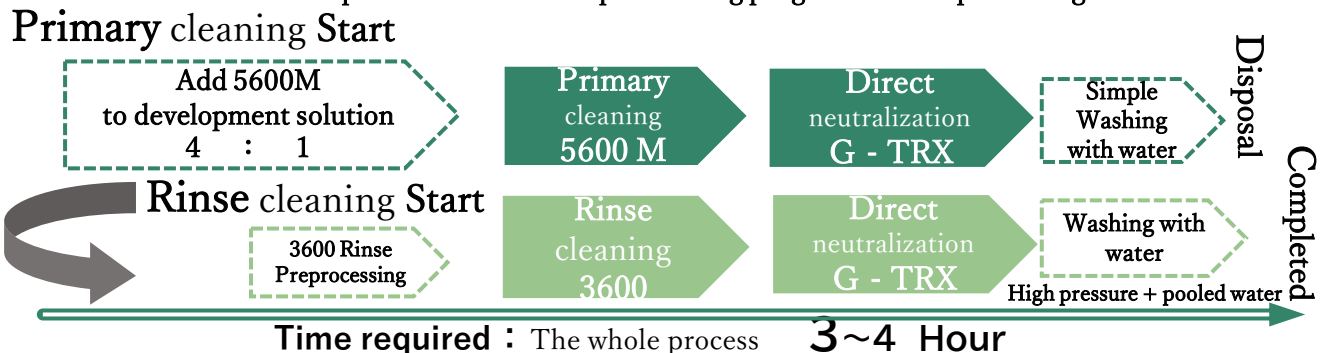 Primary cleaning Start
Add 5600M
to development solution
4 : 1
Primary
cleaning
5600 M
Direct
neutralization
G - TRX
Simple
Washing
with water
Disposal
Rinse cleaning Start
3600 Rinse
Preprocessing
Rinse
cleaning
3600
Direct
neutralization
G - TRX
Washing with
water
High pressure + pooled water
Completed
Time required : The whole process 3~4 Hour